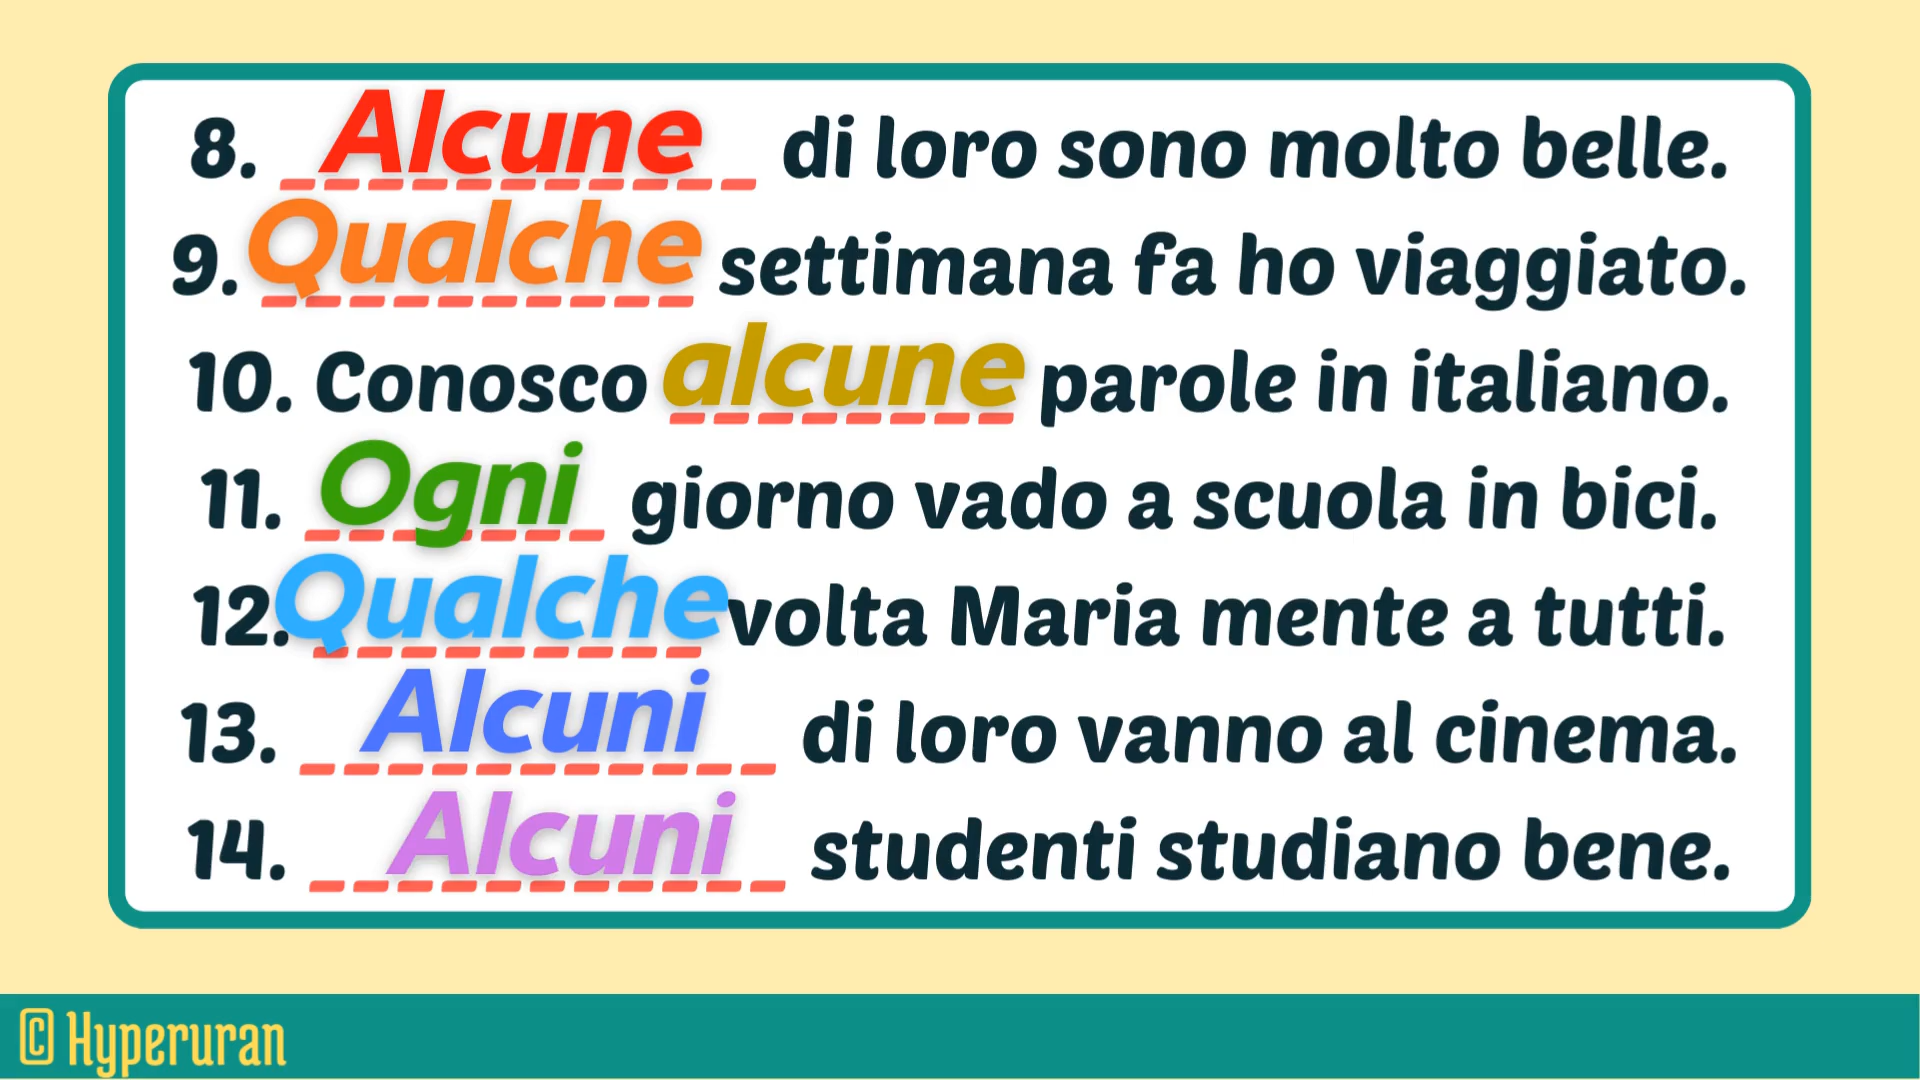 8. Alcune di loro sono molto belle.
9. Qualche settimana fa ho viaggiato.
10. Conosco alcune parole in italiano.
11. Ogni giorno vado a scuola in bici.
12. Qualche volta Maria mente a tutti.
13. Alcuni di loro vanno al cinema.
14. Alcuni studenti studiano bene.
© Hyperuran